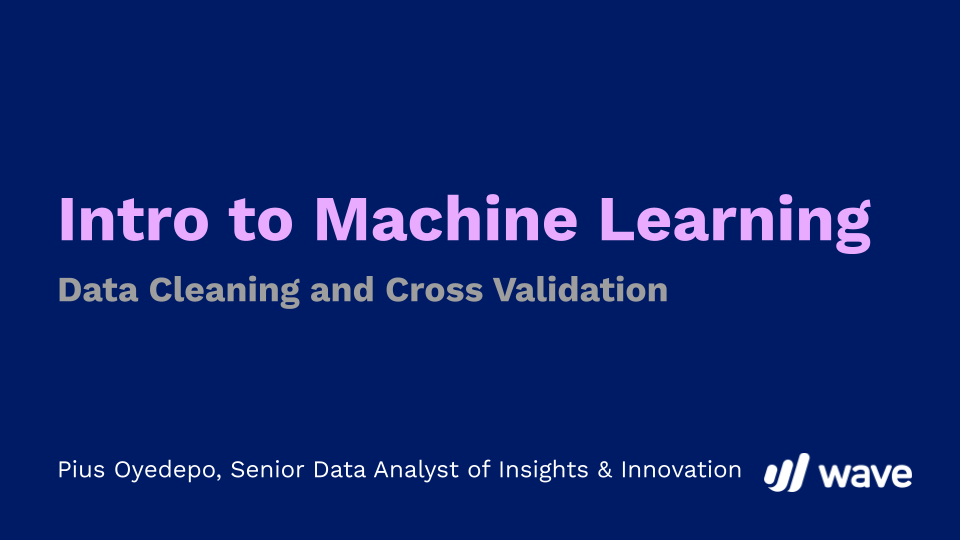 Intro to Machine Learning
Data Cleaning and Cross Validation
Pius Oyedepo, Senior Data Analyst of Insights & Innovation
wave